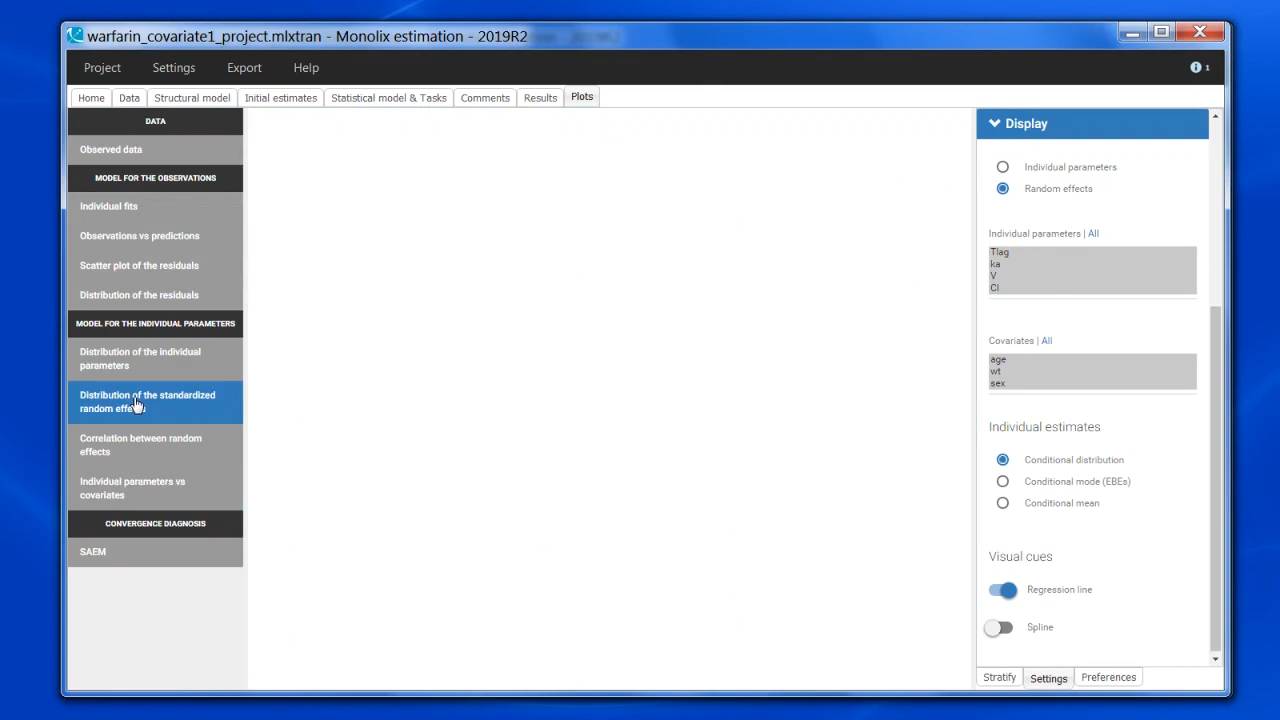 warfarin_covariate1_project.mlxtran - Monolix estimation - 2019R2
Project Settings Export Help
1
Home Data Structural model Initial estimates Statistical model & Tasks Comments Results Plots
DATA
Observed data
MODEL FOR THE OBSERVATIONS
Individual fits
Observations vs predictions
Scatter plot of the residuals
Distribution of the residuals
MODEL FOR THE INDIVIDUAL PARAMETERS
Distribution of the individual
parameters
Distribution of the standardized
random effects
Correlation between random
effects
Individual parameters vs
covariates
CONVERGENCE DIAGNOSIS
SAEM
Display
Individual parameters
Random effects
Individual parameters | All
Tlag
ka
V
Cl
Covariates | All
age
wt
sex
Individual estimates
Conditional distribution
Conditional mode (EBEs)
Conditional mean
Visual cues
Regression line
Spline
Stratify Settings Preferences